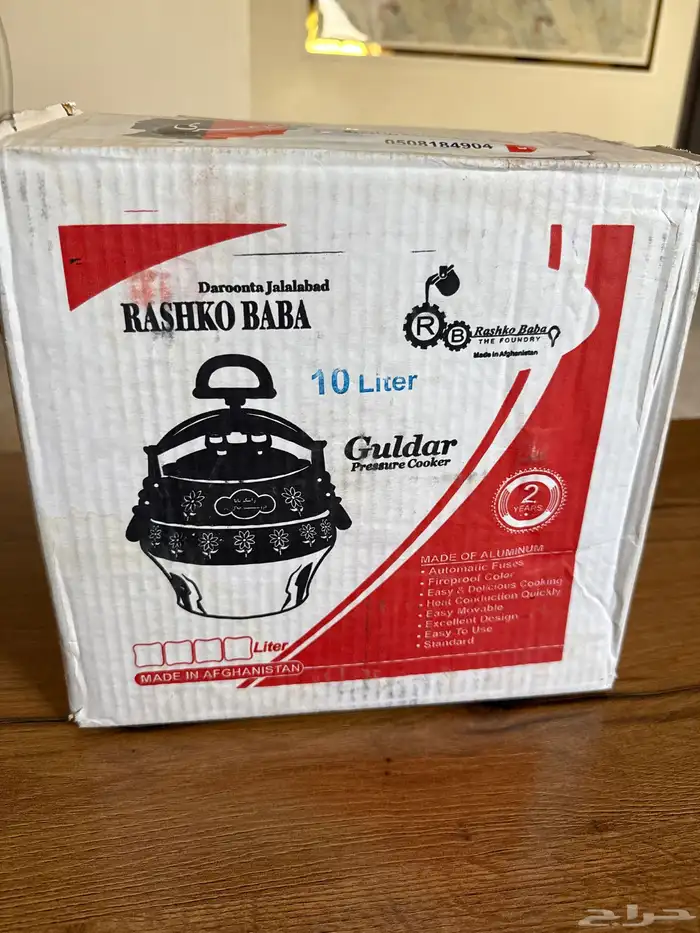 0508184904
Daroonta Jalalabad
RASHKO BABA
R B
Rashko Baba
THE FOUNDRY
Made in Afghanistan
10 Liter
Guldar
Pressure Cooker
2
YEARS
MADE OF ALUMINUM
• Automatic Fuses
• Fireproof Color
• Easy & Delicious Cooking
• Heat Conduction Quickly
• Easy Movable
• Excellent Design
• Easy To Use
• Standard
Liter
MADE IN AFGHANISTAN
حراج